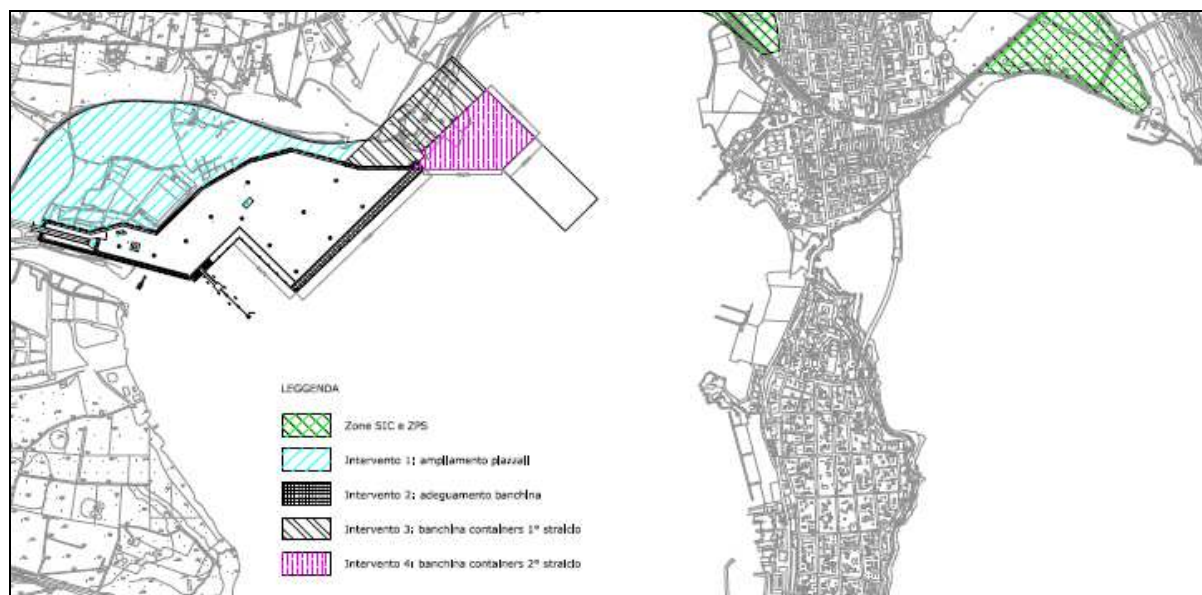 LEGGENDA
Zone SIC e ZPS
Intervento 1: ampliamento piazzali
Intervento 2: adeguamento banchina
Intervento 3: banchina containers 1° stralcio
Intervento 4: banchina containers 2° stralcio